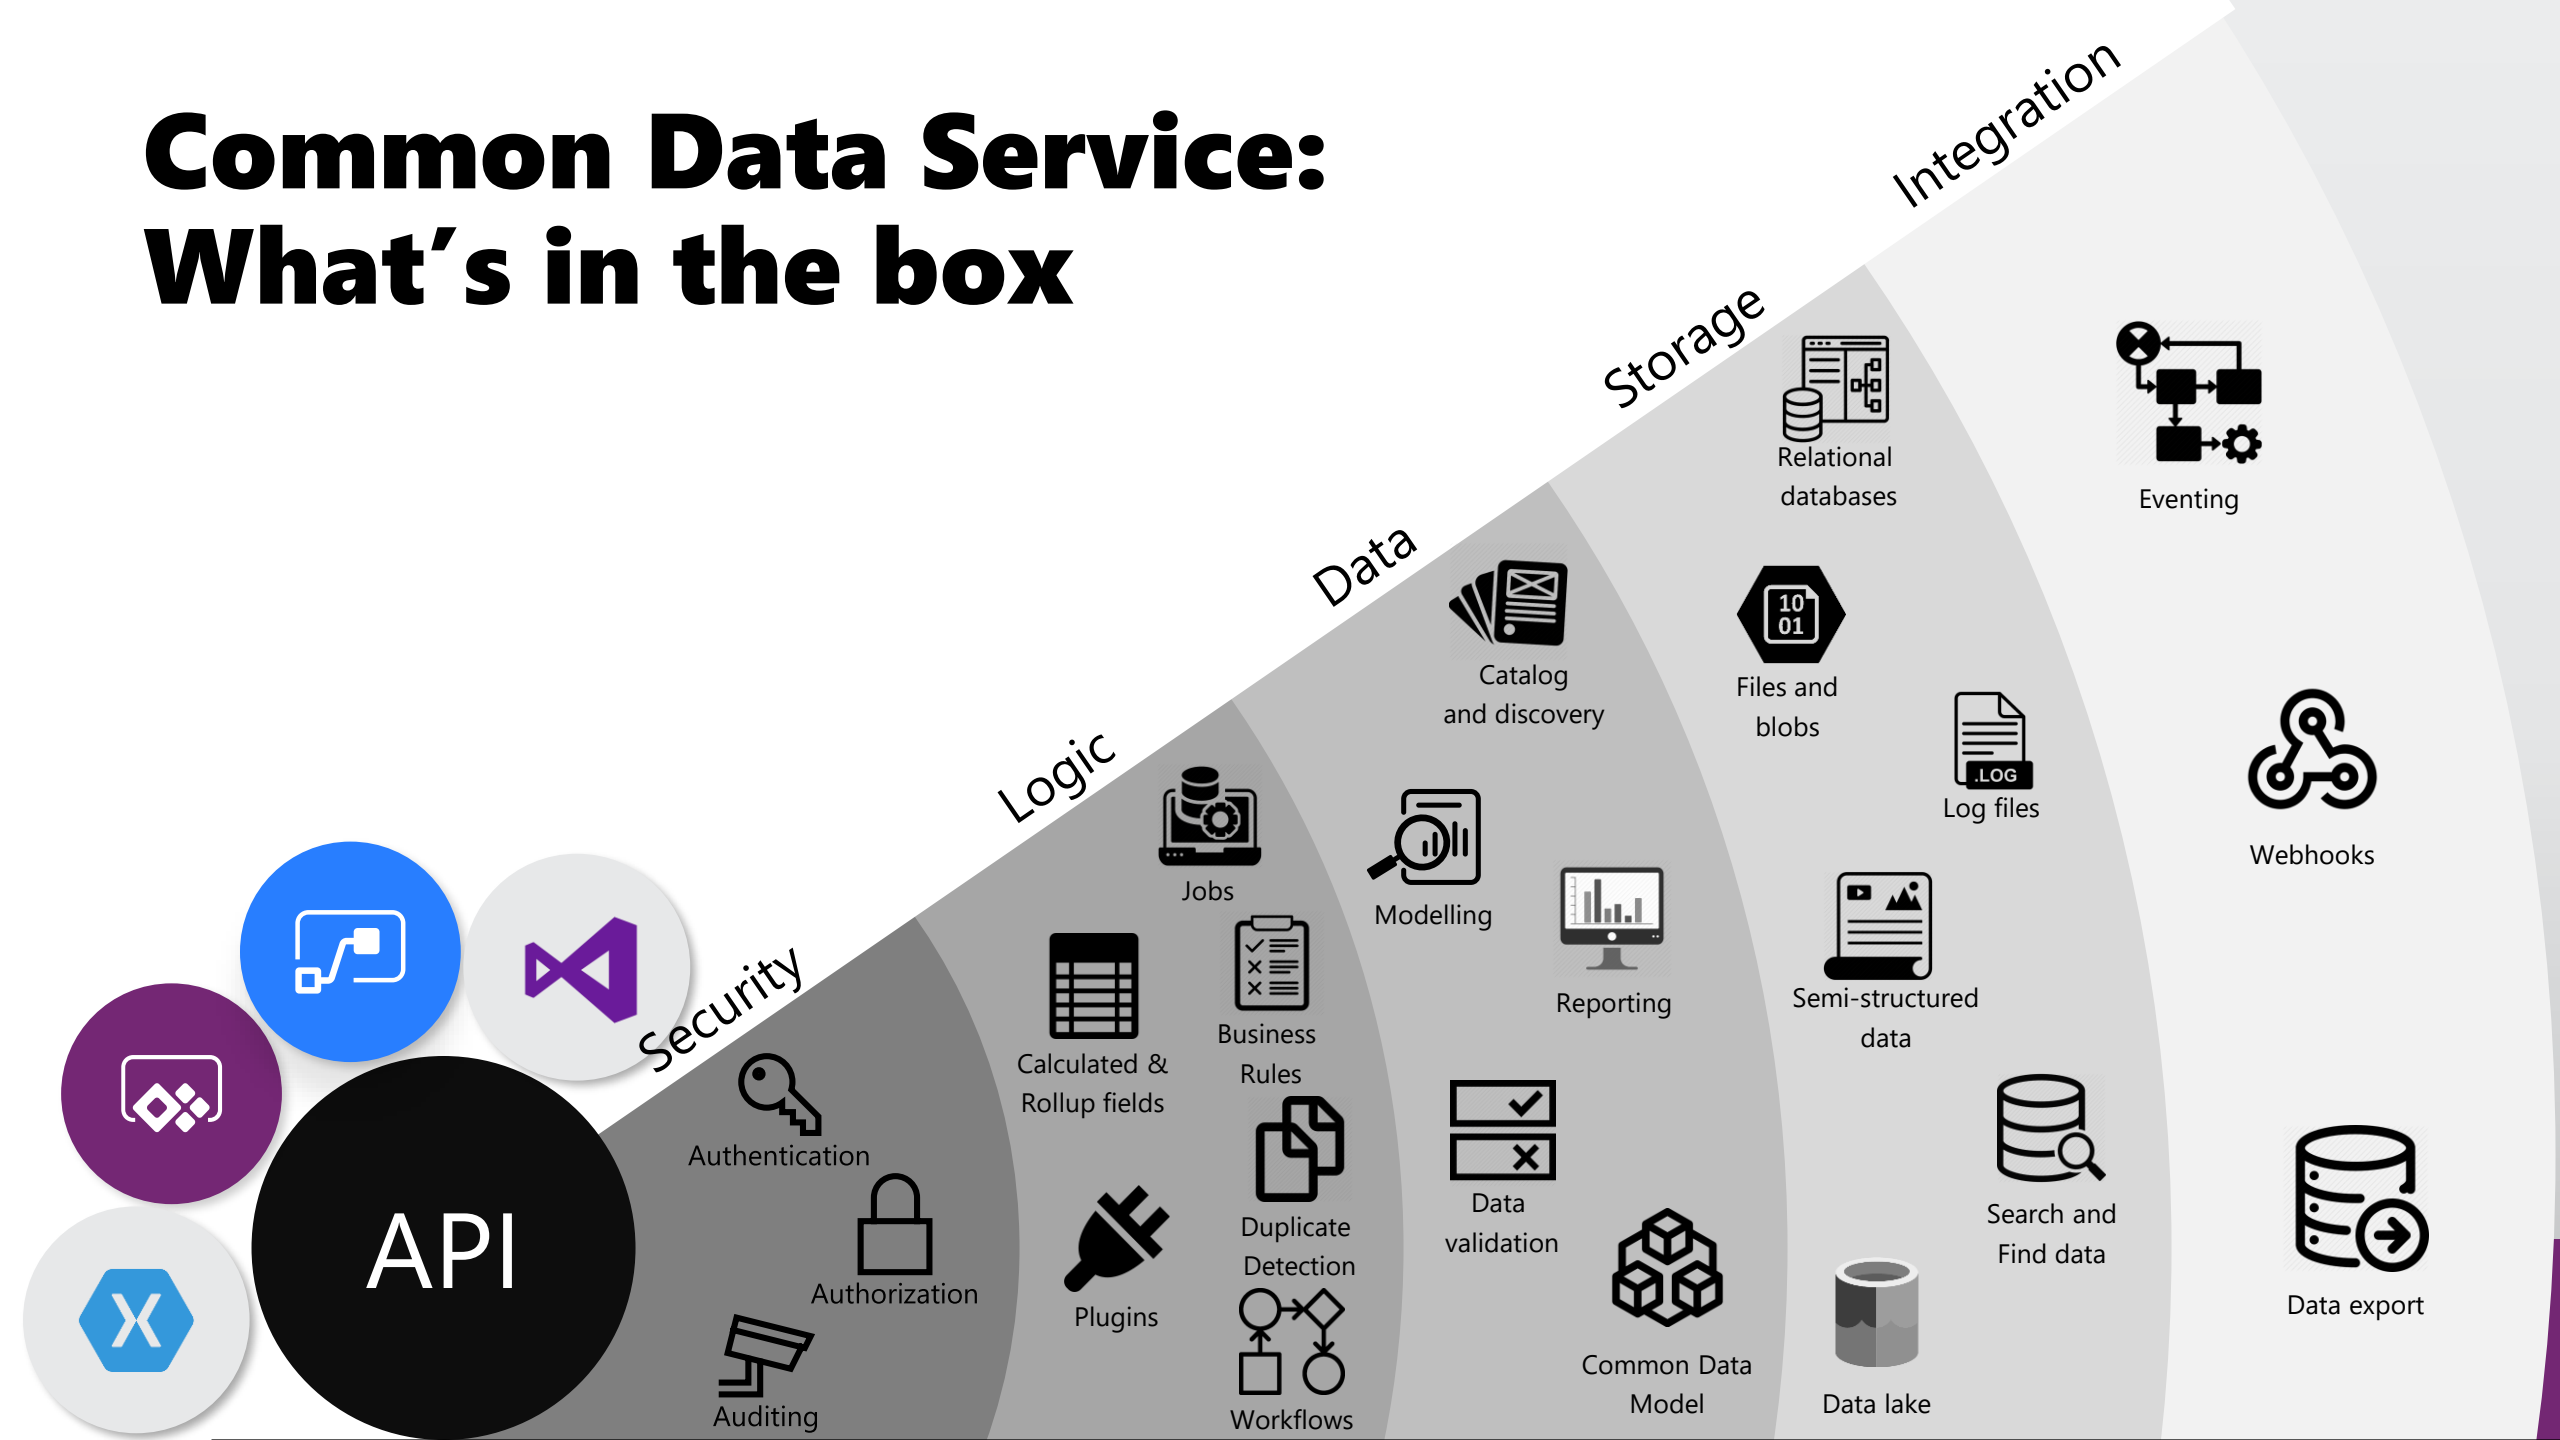 Common Data Service:
What's in the box
Integration
Storage
Data
Logic
Security
API
Authentication
Authorization
Auditing
Jobs
Calculated &
Rollup fields
Business
Rules
Plugins
Duplicate
Detection
Workflows
Catalog
and discovery
Modelling
Reporting
Data
validation
Common Data
Model
Relational
databases
10
01
Files and
blobs
.LOG
Log files
Semi-structured
data
Search and
Find data
Data lake
Eventing
Webhooks
Data export